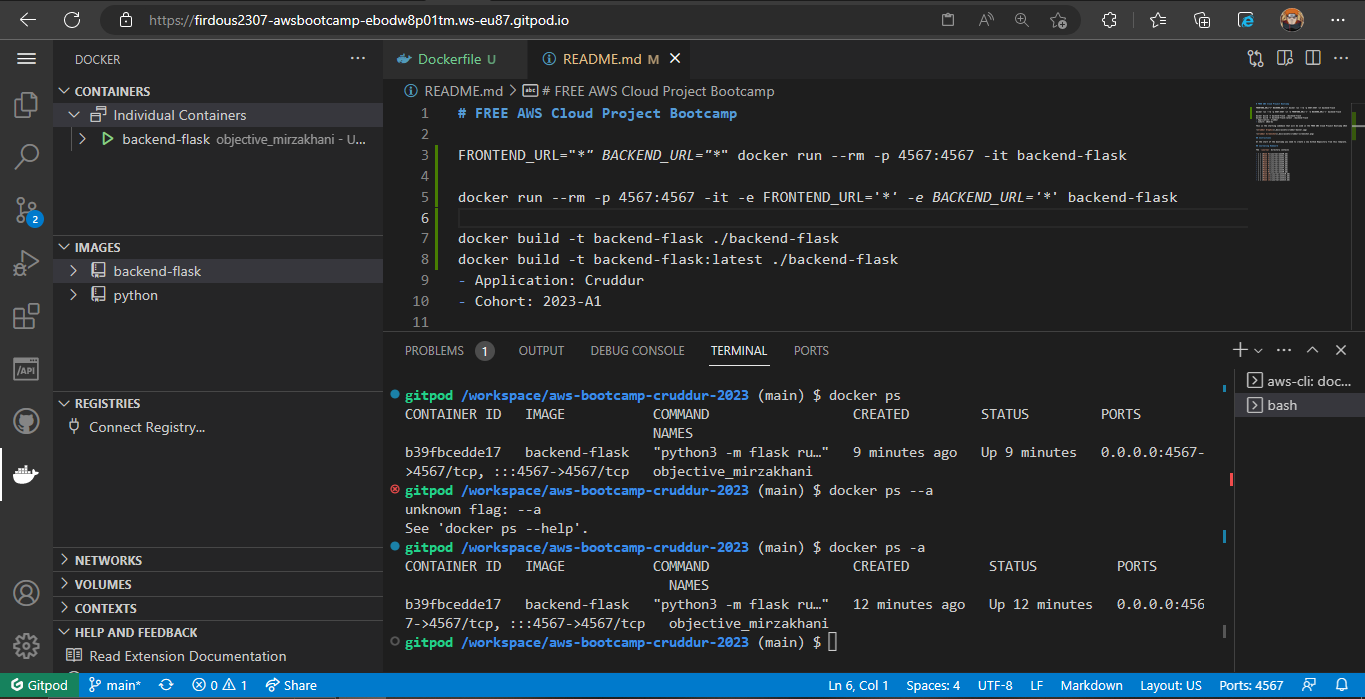 https://firdous2307-awsbootcamp-ebodw8p01tm.ws-eu87.gitpod.io
DOCKER
CONTAINERS
Individual Containers
backend-flask objective_mirzakhani - U...
IMAGES
backend-flask
python
REGISTRIES
Connect Registry...
NETWORKS
VOLUMES
CONTEXTS
HELP AND FEEDBACK
Read Extension Documentation
2
API
Dockerfile U
README.md M
README.md > abc # FREE AWS Cloud Project Bootcamp
1 # FREE AWS Cloud Project Bootcamp
2
3 FRONTEND_URL="*" BACKEND_URL="*" docker run --rm -p 4567:4567 -it backend-flask
4
5 docker run --rm -p 4567:4567 -it -e FRONTEND_URL='*' -e BACKEND_URL='*' backend-flask
6
7 docker build -t backend-flask ./backend-flask
8 docker build -t backend-flask:latest ./backend-flask
9 - Application: Cruddur
10 - Cohort: 2023-A1
11
PROBLEMS 1 OUTPUT DEBUG CONSOLE TERMINAL PORTS
aws-cli: doc...
bash
gitpod /workspace/aws-bootcamp-cruddur-2023 (main) $ docker ps
CONTAINER ID IMAGE COMMAND CREATED STATUS PORTS
NAMES
b39fbcedde17 backend-flask "python3 -m flask ru…" 9 minutes ago Up 9 minutes 0.0.0.0:4567-
>4567/tcp, :::4567->4567/tcp objective_mirzakhani
gitpod /workspace/aws-bootcamp-cruddur-2023 (main) $ docker ps --a
unknown flag: --a
See 'docker ps --help'.
gitpod /workspace/aws-bootcamp-cruddur-2023 (main) $ docker ps -a
CONTAINER ID IMAGE COMMAND CREATED STATUS PORTS
NAMES
b39fbcedde17 backend-flask "python3 -m flask ru…" 12 minutes ago Up 12 minutes 0.0.0.0:456
7->4567/tcp, :::4567->4567/tcp objective_mirzakhani
gitpod /workspace/aws-bootcamp-cruddur-2023 (main) $
Gitpod main* 0 1 Share Ln 6, Col 1 Spaces: 4 UTF-8 LF Markdown Layout: US Ports: 4567